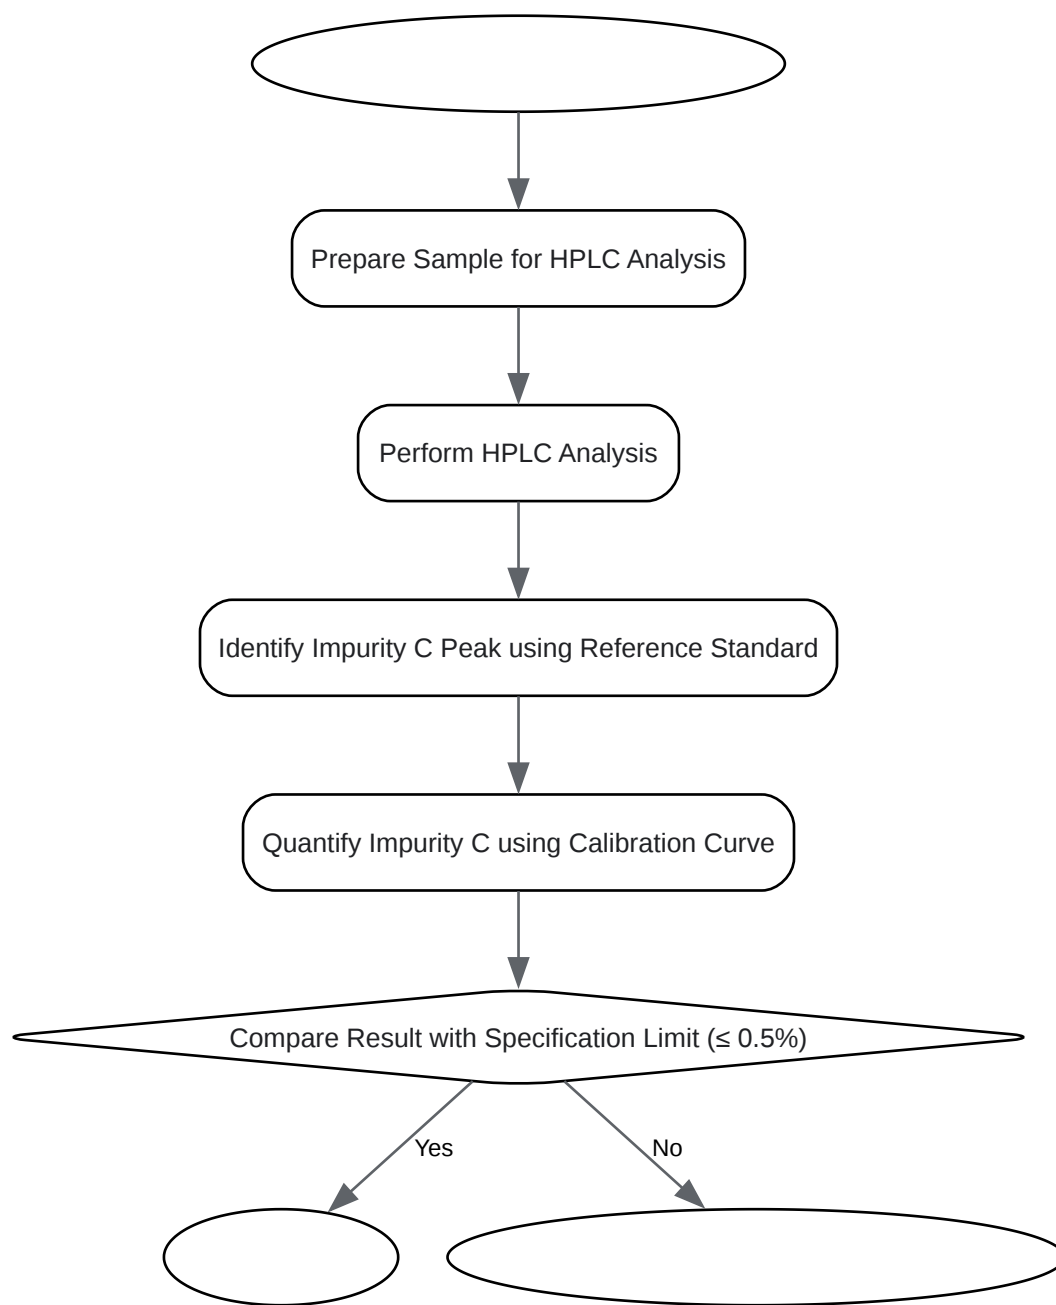 Prepare Sample for HPLC Analysis
Perform HPLC Analysis
Identify Impurity C Peak using Reference Standard
Quantify Impurity C using Calibration Curve
Compare Result with Specification Limit (≤ 0.5%)
Yes
No